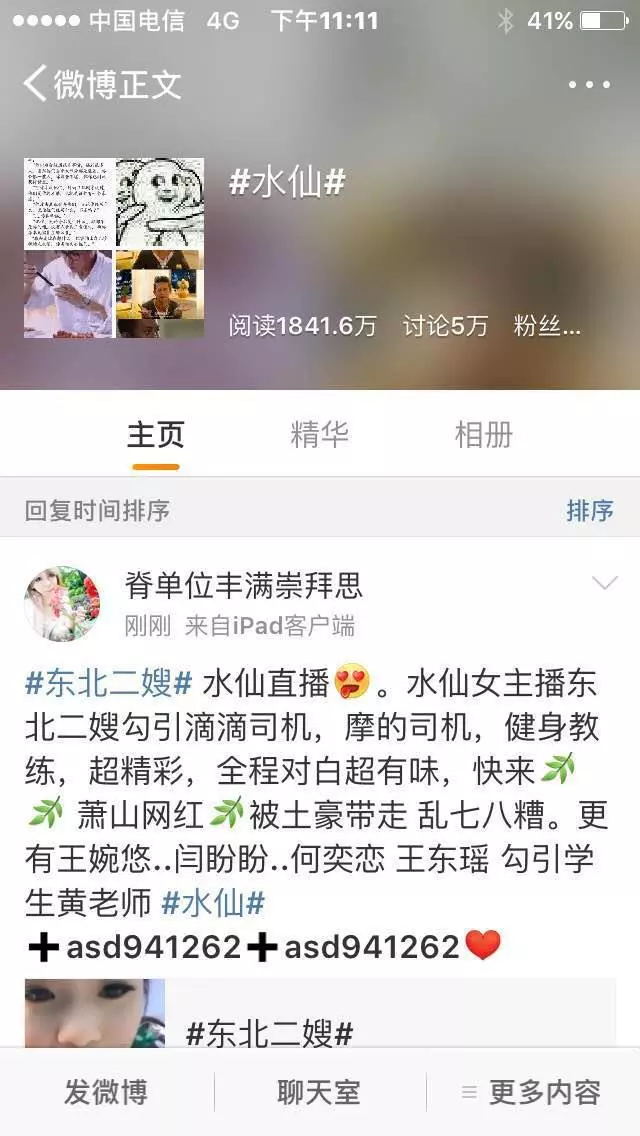 中国电信 4G 下午11:11 41%
微博正文
#水仙#
阅读1841.6万 讨论5万 粉丝...
主页 精华 相册
回复时间排序 排序
脊单位丰满崇拜思
刚刚 来自iPad客户端
#东北二嫂# 水仙直播😍。水仙女主播东
北二嫂勾引滴滴司机，摩的司机，健身教
练，超精彩，全程对白超有味，快来🌿
🌿 萧山网红🌿被土豪带走 乱七八糟。更
有王婉悠..闫盼盼..何奕恋 王东瑶 勾引学
生黄老师 #水仙#
➕asd941262➕asd941262❤️
#东北二嫂#
发微博 聊天室 更多内容